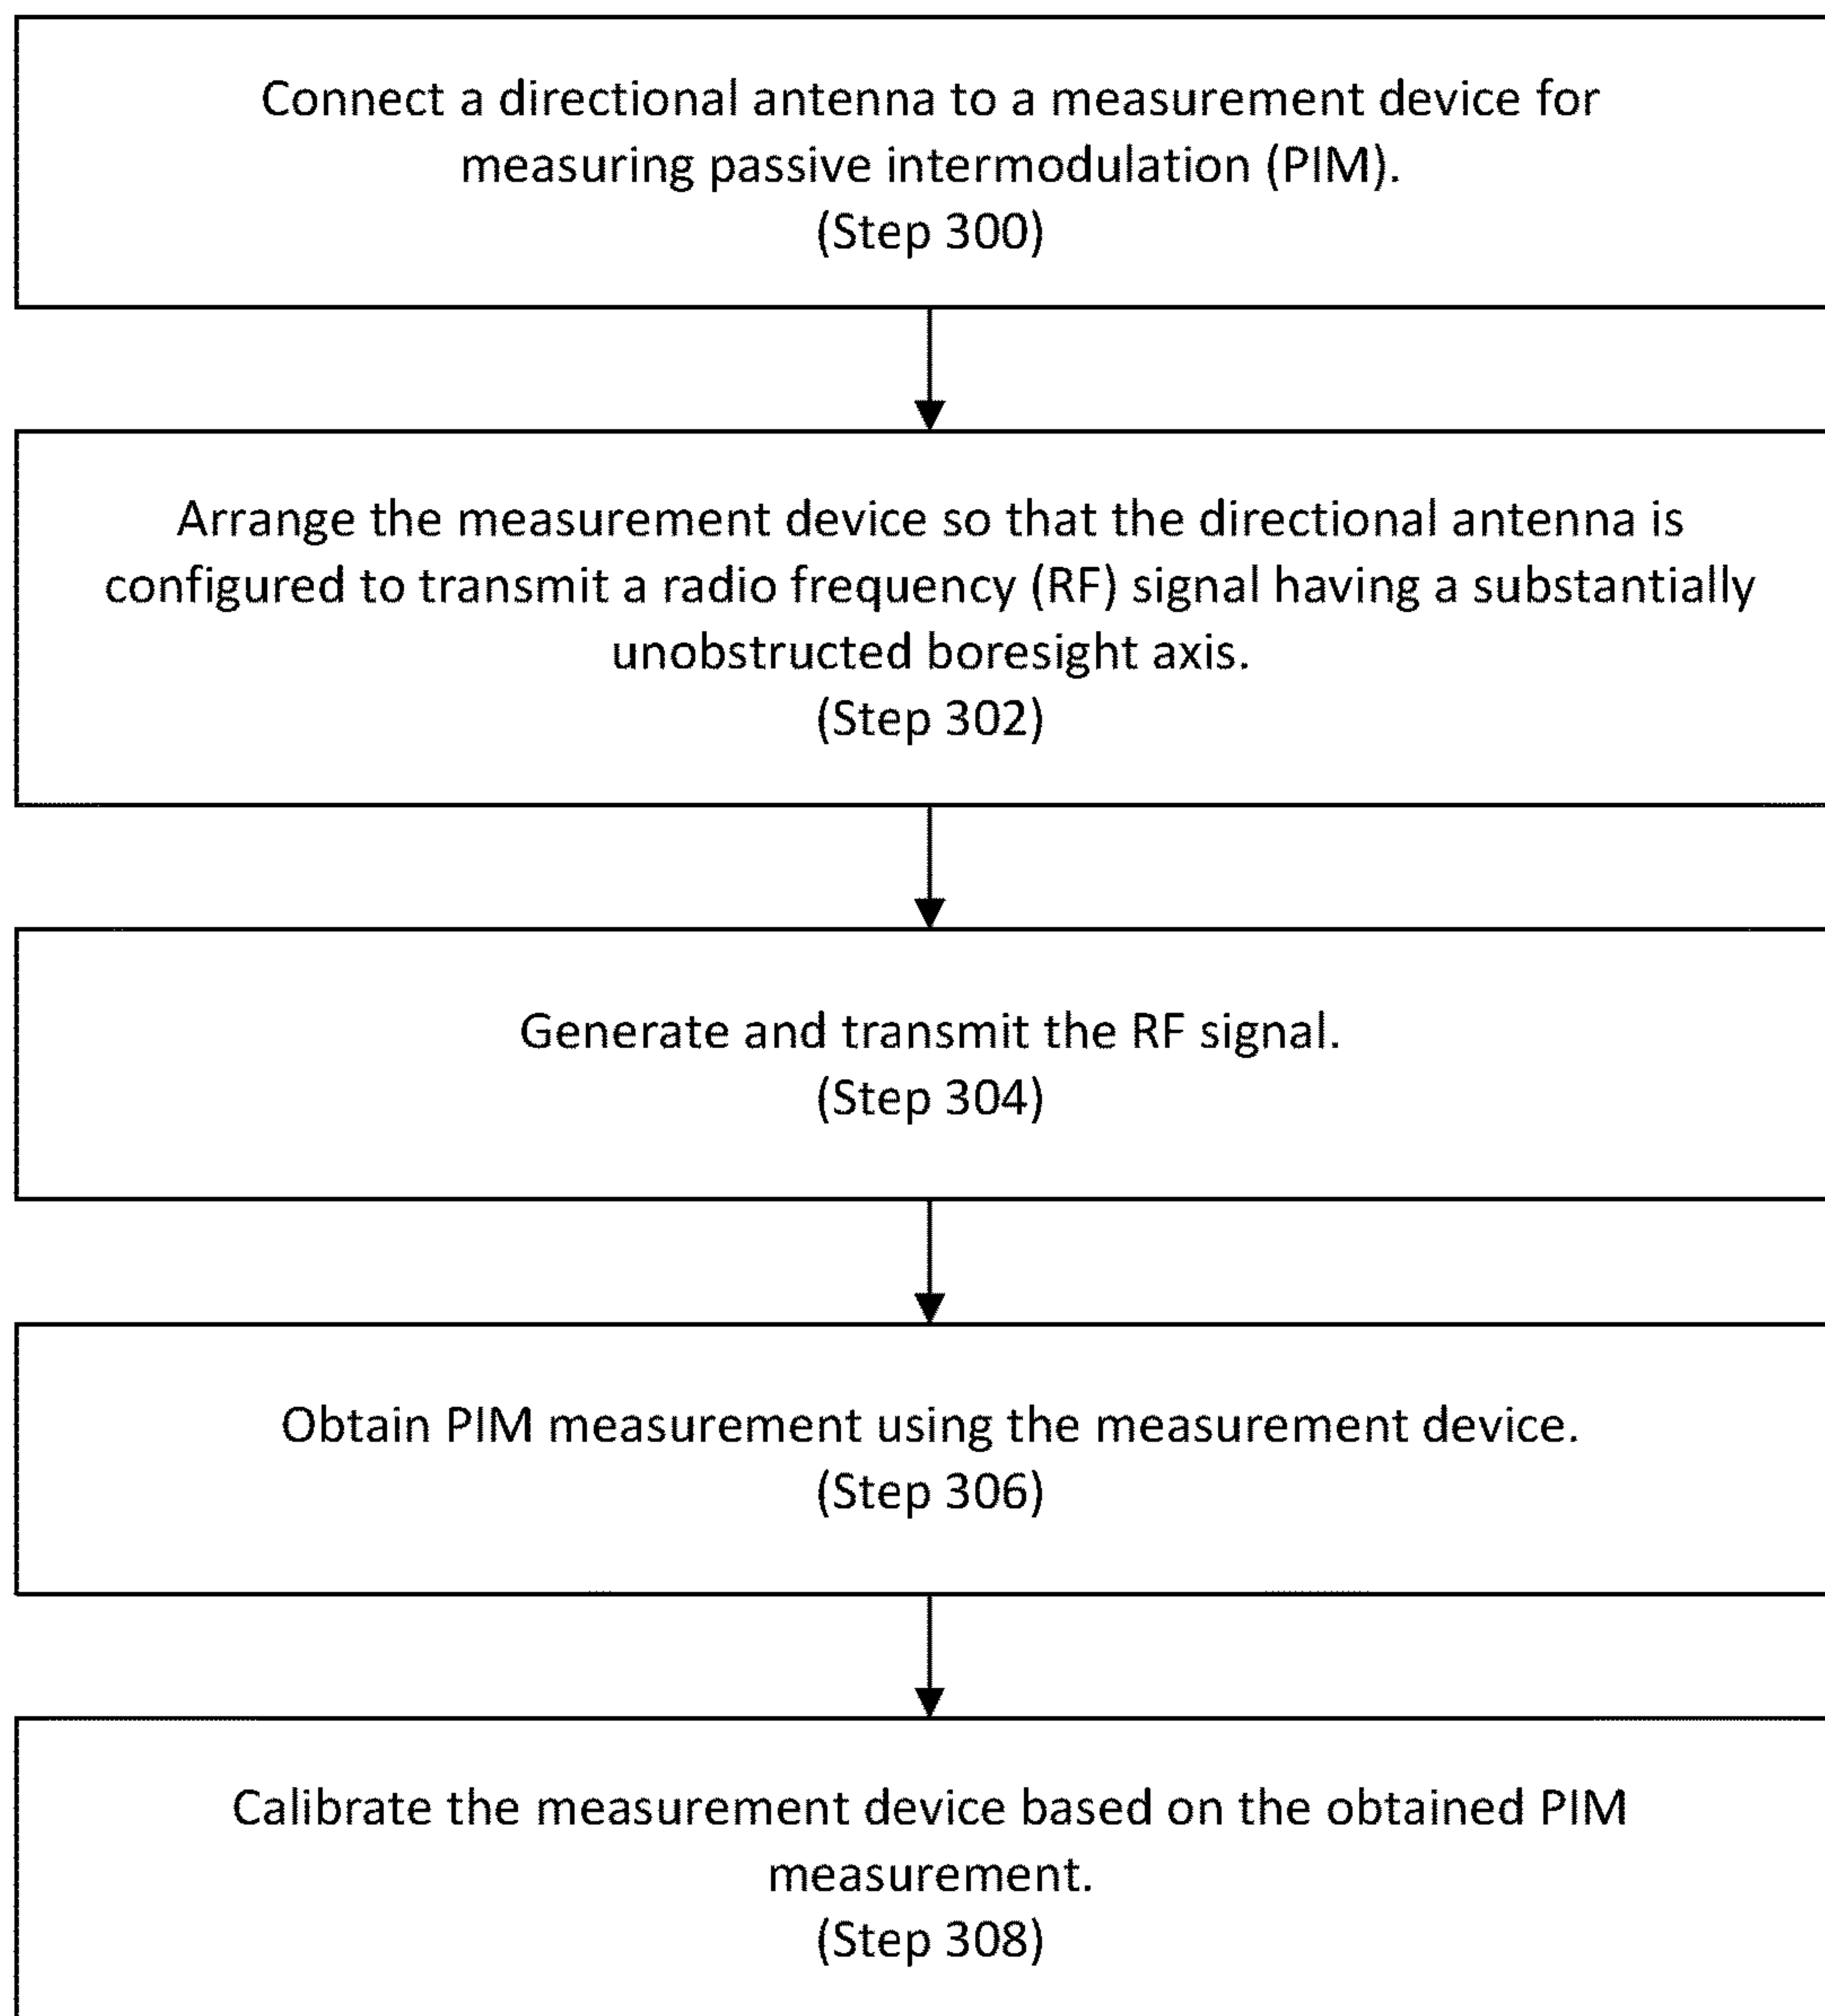 Connect a directional antenna to a measurement device for
measuring passive intermodulation (PIM).
(Step 300)
Arrange the measurement device so that the directional antenna is
configured to transmit a radio frequency (RF) signal having a substantially
unobstructed boresight axis.
(Step 302)
Generate and transmit the RF signal.
(Step 304)
Obtain PIM measurement using the measurement device.
(Step 306)
Calibrate the measurement device based on the obtained PIM
measurement.
(Step 308)